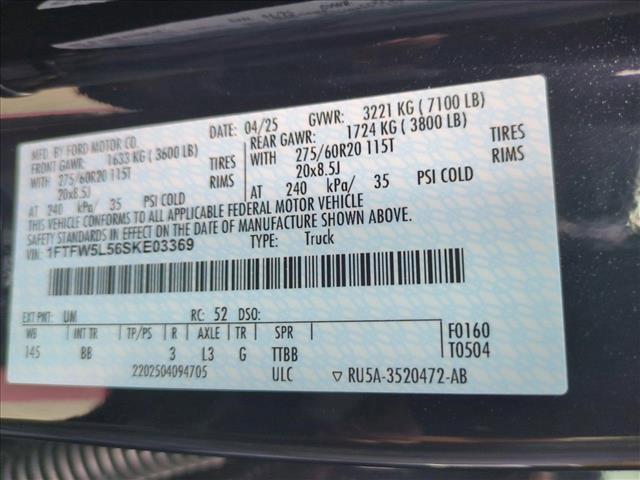 MFD. BY FORD MOTOR CO. DATE: 04/25 GVWR: 3221 KG ( 7100 LB)
FRONT GAWR: 1633 KG ( 3600 LB) REAR GAWR: 1724 KG ( 3800 LB)
WITH 275/60R20 115T TIRES WITH 275/60R20 115T TIRES
20x8.5J RIMS 20x8.5J RIMS
AT 240 kPa/ 35 PSI COLD AT 240 kPa/ 35 PSI COLD
THIS VEHICLE CONFORMS TO ALL APPLICABLE FEDERAL MOTOR VEHICLE
SAFETY STANDARDS IN EFFECT ON THE DATE OF MANUFACTURE SHOWN ABOVE.
VIN: 1FTFW5L56SKE03369 TYPE: Truck
EXT PNT: UM RC: 52 DSO:
WB INT TR TP/PS R AXLE TR SPR F0160
145 BB 3 L3 G TTBB T0504
2202504094705 ULC ▽ RU5A-3520472-AB